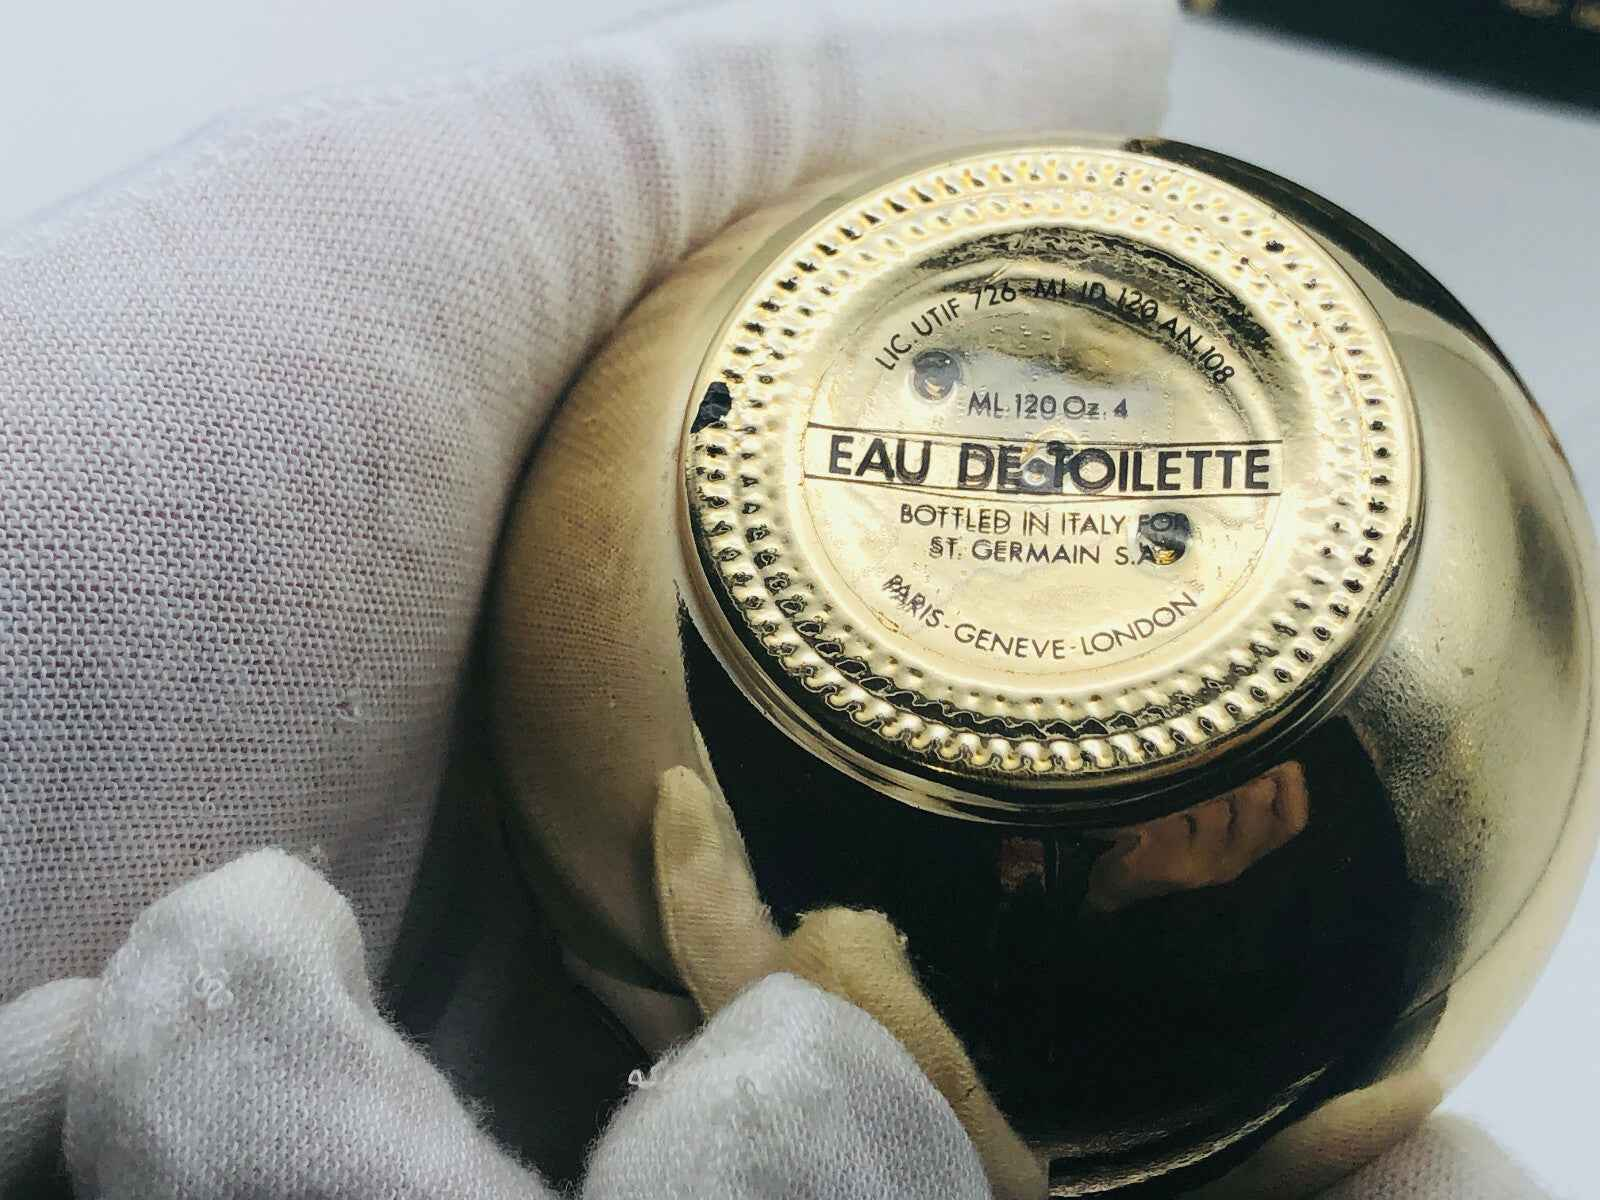 LIC. UTIF 726-MI ID 120 AN.108
ML 120 Oz. 4
EAU DE TOILETTE
BOTTLED IN ITALY FOR
ST. GERMAIN S.A.
PARIS - GENEVE - LONDON